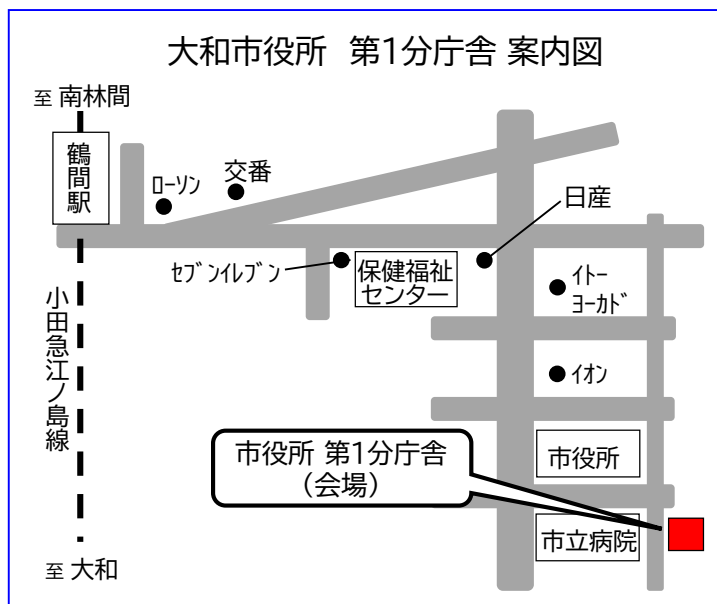 大和市役所 第1分庁舎 案内図
至 南林間
鶴間駅
ﾛｰｿﾝ
交番
日産
ｾﾌﾞﾝｲﾚﾌﾞﾝ
保健福祉
センター
ｲﾄｰ
ﾖｰｶﾄﾞ
小田急江ノ島線
ｲｵﾝ
市役所 第1分庁舎
（会場）
市役所
市立病院
至 大和